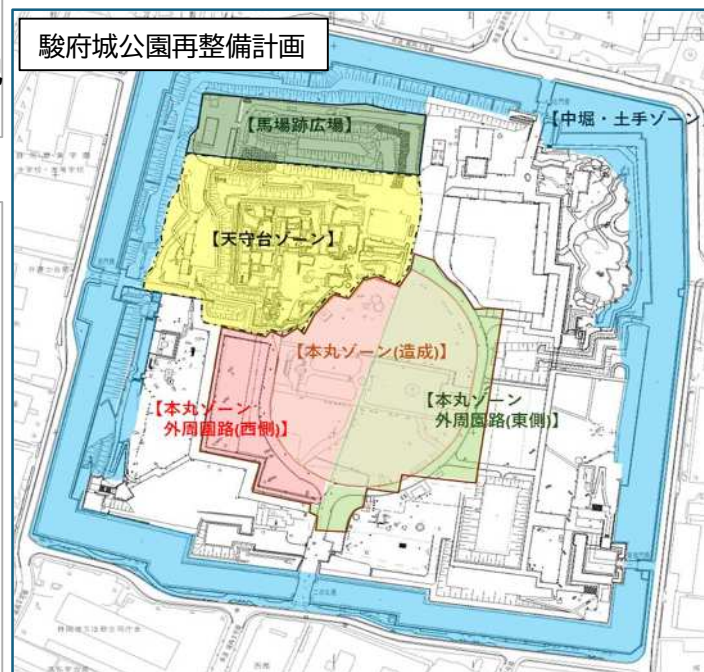 駿府城公園再整備計画
【馬場跡広場】
【中堀・土手ゾーン】
【天守台ゾーン】
【本丸ゾーン(造成)】
【本丸ゾーン
外周園路(西側)】
【本丸ゾーン
外周園路(東側)】